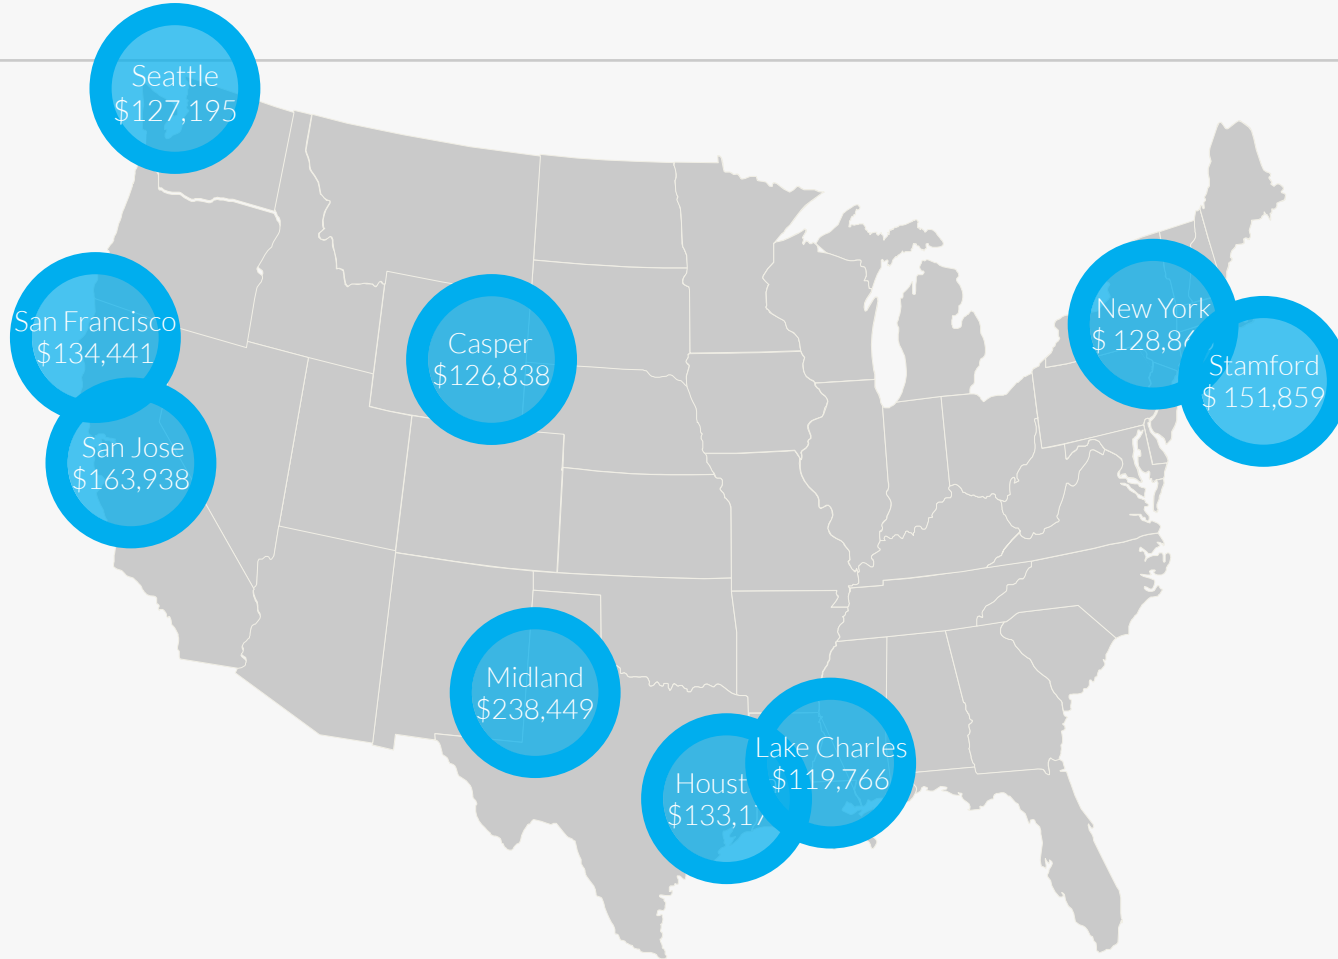 Seattle
$127,195
San Francisco
$134,441
San Jose
$163,938
Casper
$126,838
New York
Stamford
$ 151,859
Midland
$238,449
Lake Charles
$119,766